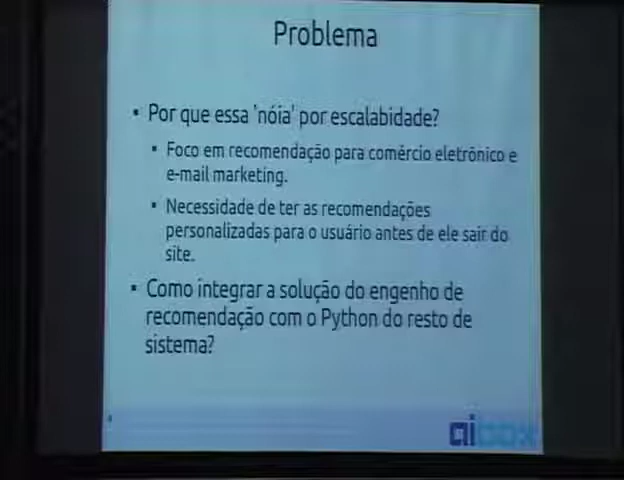 Problema
Por que essa 'nóia' por escalabidade?
Foco em recomendação para comércio eletrônico e
e-mail marketing.
Necessidade de ter as recomendações
personalizadas para o usuário antes de ele sair do
site.
Como integrar a solução do engenho de
recomendação com o Python do resto de
sistema?
aibox